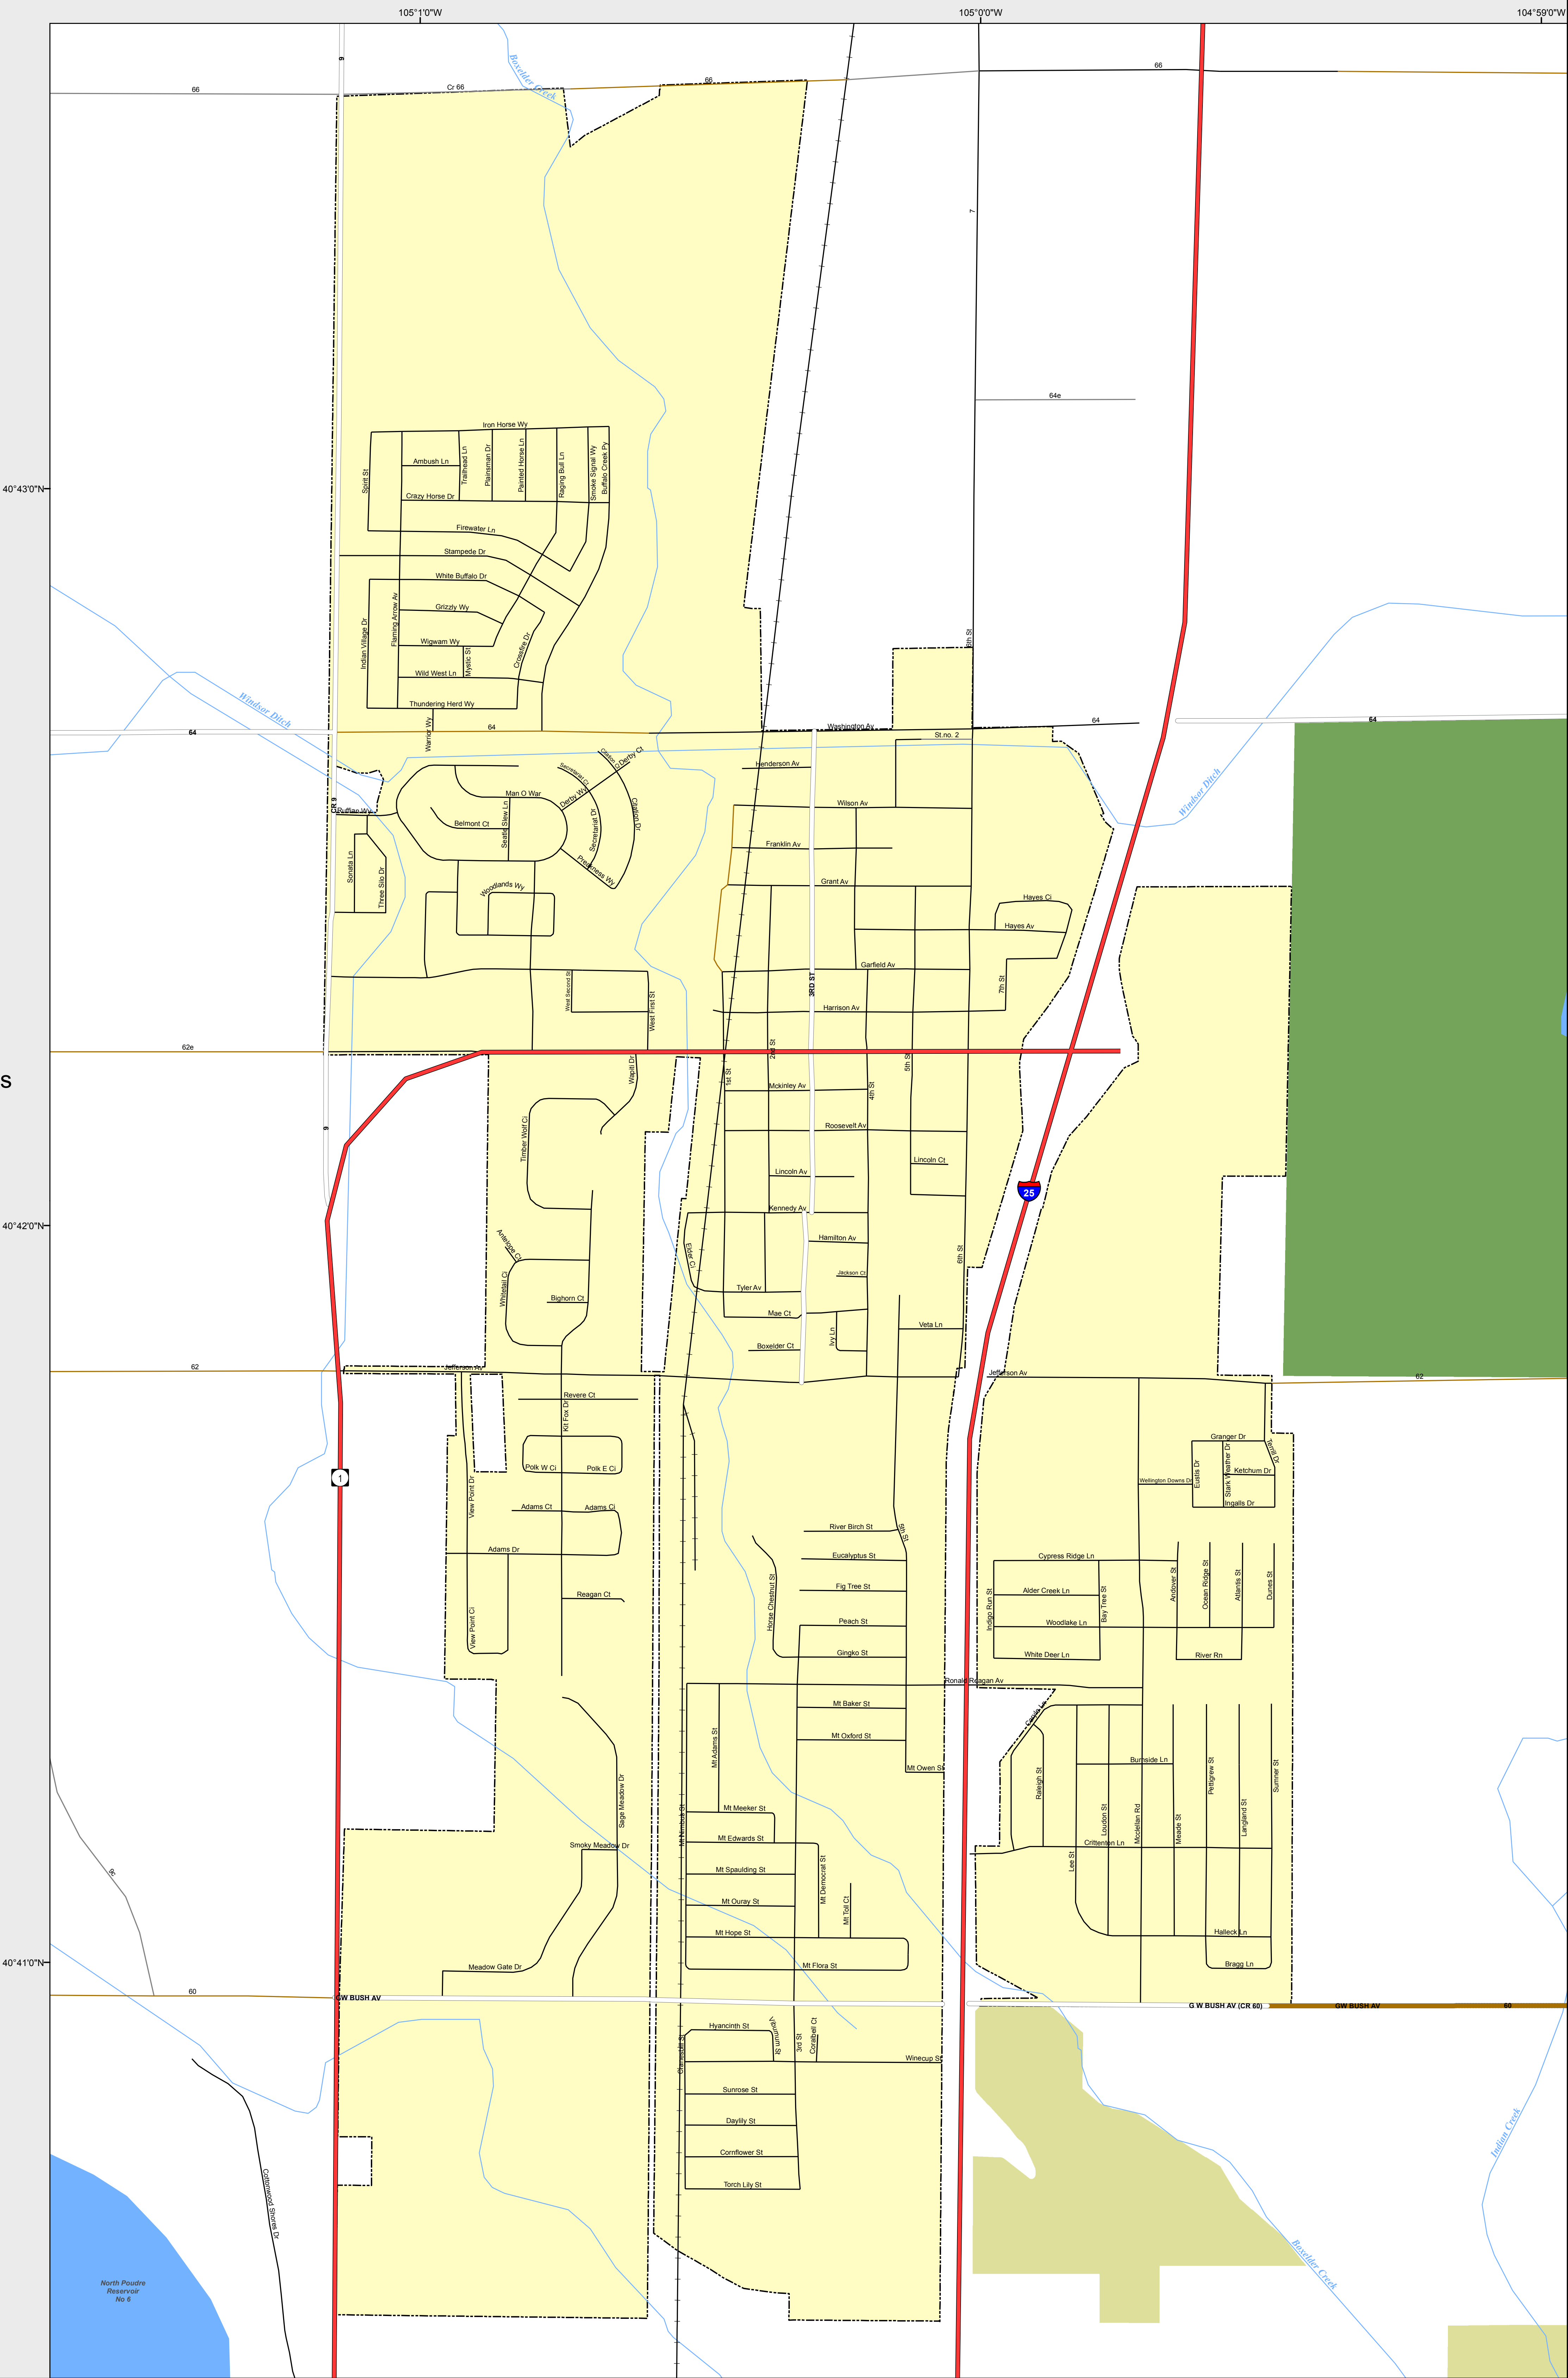 105°1'0"W
105°0'0"W
104°59'0"W
9
Boxelder Creek
66
Cr 66
66
66
7
64e
Iron Horse Wy
Ambush Ln
Trailhead Ln
Plainsman Dr
Painted Horse Ln
Raging Bull Ln
Smoke Signal Wy
Buffalo Creek Py
Spirit St
40°43'0"N
Crazy Horse Dr
Firewater Ln
Stampede Dr
White Buffalo Dr
Grizzly Wy
Flaming Arrow Av
Indian Village Dr
Wigwam Wy
Mystic St
Crossfire Dr
Wild West Ln
Thundering Herd Wy
Warrior Wy
6th St
Windsor Ditch
64
64
Washington Av
64
64
St.no. 2
Henderson Av
Citation Ct
Derby Ct
Secretariat Ct
Derby Wy
Man O War
Windsor Ditch
CR 9
Ruffian Wy
Belmont Ct
Seatle Slew Ln
Secretariat Dr
Citation Dr
Wilson Av
Franklin Av
Preakness Wy
Sonata Ln
Three Silo Dr
Woodlands Wy
Grant Av
Hayes Ci
Hayes Av
Garfield Av
West Second St
West First St
3RD ST
7th St
Harrison Av
62e
2nd St
5th St
Wapiti Dr
1st St
Mckinley Av
4th St
S
9
Timber Wolf Ci
Roosevelt Av
Lincoln Ct
Lincoln Av
25
40°42'0"N
Kennedy Av
Antelope Ct
Elder Ci
Hamilton Av
6th St
Whitetail Ci
Jackson Ct
Bighorn Ct
Tyler Av
Mae Ct
Ivy Ln
Veta Ln
Boxelder Ct
62
Jefferson Av
Jefferson Av
62
Revere Ct
Kit Fox Dr
Granger Dr
Terrill Dr
Polk W Ci
Polk E Ci
Eustis Dr
Stark Weather Dr
Ketchum Dr
1
View Point Dr
Wellington Downs Dr
Ingalls Dr
Adams Ct
Adams Ci
River Birch St
5th St
Adams Dr
Eucalyptus St
Cypress Ridge Ln
Fig Tree St
Alder Creek Ln
Indigo Run St
Bay Tree St
Andover St
Ocean Ridge St
Atlantis St
Dunes St
Reagan Ct
Horse Chestnut St
Peach St
Woodlake Ln
View Point Ci
Gingko St
White Deer Ln
River Rn
Ronald Reagan Av
Mt Baker St
Mt Oxford St
Mt Adams St
Mt Owen St
Burnside Ln
Raleigh St
Pettigrew St
Sumner St
Sage Meadow Dr
Mt Meeker St
Loudon St
Mcclellan Rd
Meade St
Langland St
Smoky Meadow Dr
Mt Edwards St
Crittenton Ln
Lee St
Mt Spaulding St
Mt Democrat St
Mt Ouray St
Mt Toll Ct
96
Mt Hope St
Halleck Ln
40°41'0"N
Meadow Gate Dr
Mt Flora St
Bragg Ln
60
GW BUSH AV
G W BUSH AV (CR 60)
GW BUSH AV
60
Hyancinth St
3rd St
Coralbell Ct
Winecup St
Sunrose St
Daylily St
Cornflower St
Torch Lily St
Indian Creek
Cottonwood Shores Dr
Boxelder Creek
North Poudre
Reservoir
No 6